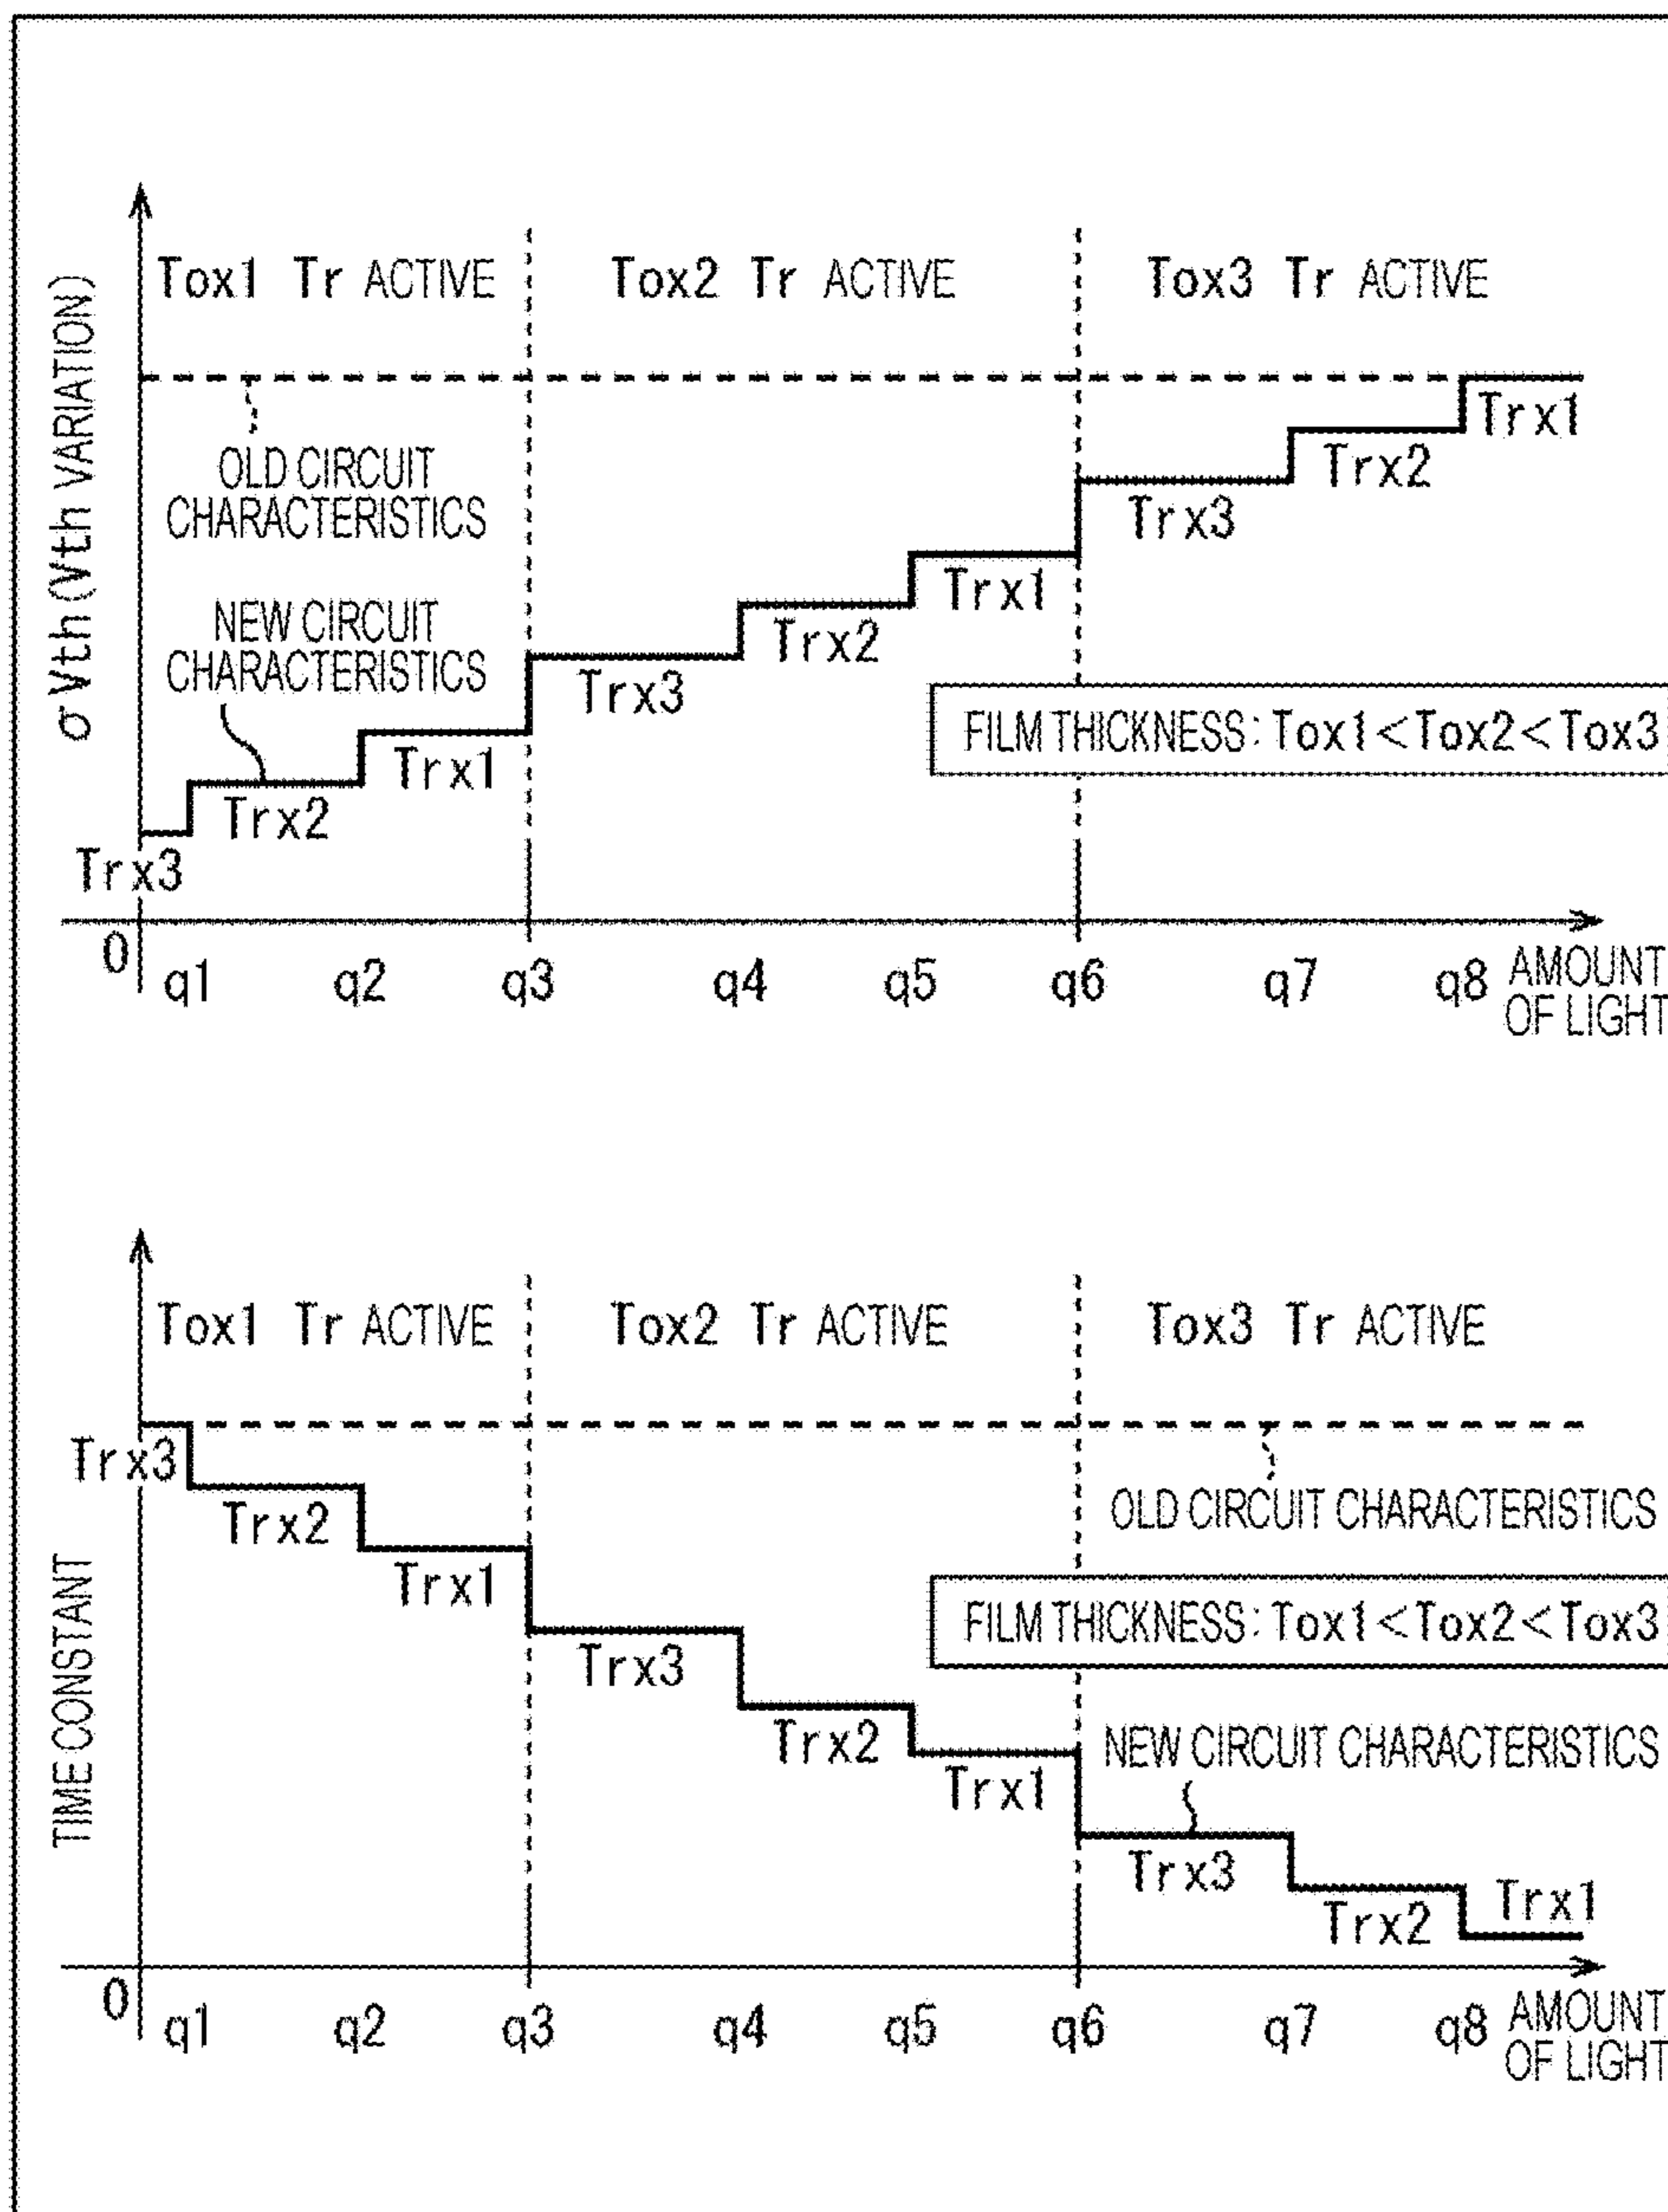 Tox1 Tr ACTIVE
Tox2 Tr ACTIVE
Tox3 Tr ACTIVE
σVth (Vth VARIATION)
OLD CIRCUIT
CHARACTERISTICS
NEW CIRCUIT
CHARACTERISTICS
Trx3
Trx2
Trx1
Trx3
Trx2
Trx1
Trx3
Trx2
Trx1
FILM THICKNESS: Tox1<Tox2<Tox3
0
q1 q2 q3 q4 q5 q6 q7 q8
AMOUNT
OF LIGHT
Tox1 Tr ACTIVE
Tox2 Tr ACTIVE
Tox3 Tr ACTIVE
TIME CONSTANT
Trx3
Trx2
Trx1
Trx3
Trx2
Trx1
Trx3
Trx2
Trx1
OLD CIRCUIT CHARACTERISTICS
FILM THICKNESS: Tox1<Tox2<Tox3
NEW CIRCUIT CHARACTERISTICS
0
q1 q2 q3 q4 q5 q6 q7 q8
AMOUNT
OF LIGHT